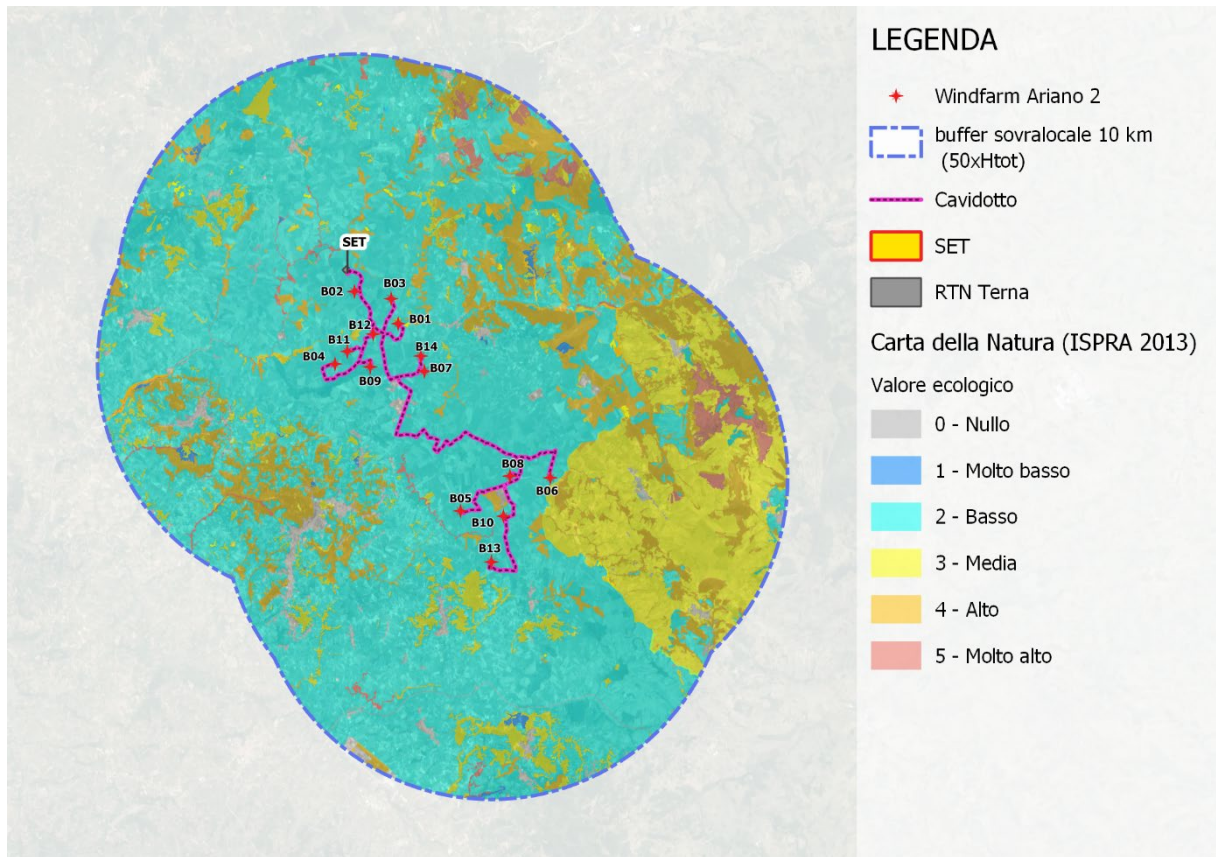 LEGENDA
Windfarm Ariano 2
buffer sovralocale 10 km
(50xHtot)
Cavidotto
SET
RTN Terna
Carta della Natura (ISPRA 2013)
Valore ecologico
0 - Nullo
1 - Molto basso
2 - Basso
3 - Media
4 - Alto
5 - Molto alto
SET
B02
B03
B01
B12
B11
B04
B09
B14
B07
B08
B06
B05
B10
B13